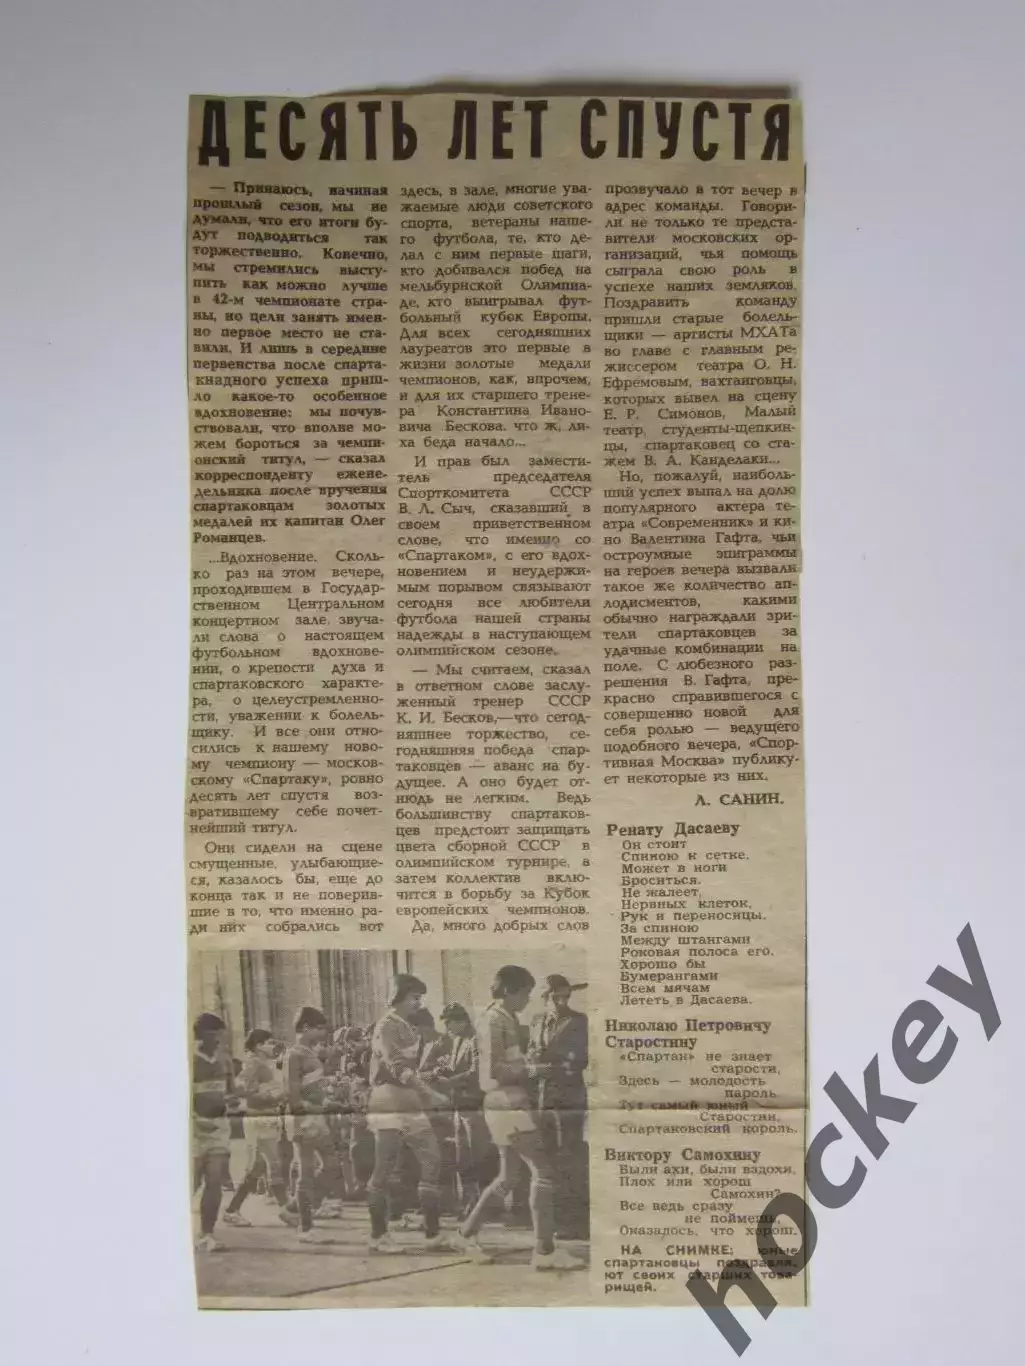 ДЕСЯТЬ ЛЕТ СПУСТЯ
— Признаюсь, начиная
прошлый сезон, мы не
думали, что его итоги бу-
дут подводиться так
торжественно. Конечно,
мы стремились высту-
пить как можно лучше
в 42-м чемпионате стра-
ны, но цели занять имен-
но первое место не ста-
вили. И лишь в середине
первенства после спарта-
киадного успеха приш-
ло какое-то особенное
вдохновение: мы почув-
ствовали, что вполне мо-
жем бороться за чемпи-
онский титул, — сказал
корреспонденту ежене-
дельника после вручения
спартаковцам золотых
медалей их капитан Олег
Романцев.
...Вдохновение. Сколь-
ко раз на этом вечере,
проходившем в Государ-
ственном Центральном
концертном зале, звуча-
ли слова о настоящем
футбольном вдохнове-
нии, о крепости духа и
спартаковского характе-
ра, о целеустремленно-
сти, уважении к болель-
щику. И все они отно-
сились к нашему ново-
му чемпиону — москов-
скому «Спартаку», ровно
десять лет спустя воз-
вратившему себе почет-
нейший титул.
Они сидели на сцене
смущенные, улыбающие-
ся, казалось бы, еще до
конца так и не поверив-
шие в то, что именно ра-
ди них собрались вот
здесь, в зале, многие ува-
жаемые люди советского
спорта, ветераны наше-
го футбола, те, кто де-
лал с ним первые шаги,
кто добивался побед на
мельбурнской Олимпиа-
де, кто выигрывал фут-
больный кубок Европы.
Для всех сегодняшних
лауреатов это первые в
жизни золотые медали
чемпионов, как, впрочем,
и для их старшего трене-
ра Константина Ивано-
вича Бескова. что ж, ли-
ха беда начало...
И прав был замести-
тель председателя
Спорткомитета СССР
В. Л. Сыч, сказавший в
своем приветственном
слове, что именно со
«Спартаком», с его вдох-
новением и неудержи-
мым порывом связывают
сегодня все любители
футбола нашей страны
надежды в наступающем
олимпийском сезоне.
— Мы считаем, сказал
в ответном слове заслу-
женный тренер СССР
К. И. Бесков,—что сегод-
няшнее торжество, се-
годняшняя победа спар-
таковцев — аванс на бу-
дущее. А оно будет от-
нюдь не легким. Ведь
большинству спартаков-
цев предстоит защищать
цвета сборной СССР в
олимпийском турнире, а
затем коллектив вклю-
чится в борьбу за Кубок
европейских чемпионов.
Да, много добрых слов
прозвучало в тот вечер в
адрес команды. Говори-
ли не только те предста-
вители московских ор-
ганизаций, чья помощь
сыграла свою роль в
успехе наших земляков.
Поздравить команду
пришли старые болель-
щики — артисты МХАТа
во главе с главным ре-
жиссером театра О. Н.
Ефремовым, вахтанговцы,
которых вывел на сцену
Е. Р. Симонов, Малый
театр, студенты-щепкин-
цы, спартаковец со ста-
жем В. А. Канделаки...
Но, пожалуй, наиболь-
ший успех выпал на долю
популярного актера те-
атра «Современник» и ки-
но Валентина Гафта, чьи
остроумные эпиграммы
на героев вечера вызвали
такое же количество ап-
лодисментов, какими
обычно награждали зри-
тели спартаковцев за
удачные комбинации на
поле. С любезного раз-
решения В. Гафта, пре-
красно справившегося с
совершенно новой для
себя ролью — ведущего
подобного вечера, «Спор-
тивная Москва» публику-
ет некоторые из них.
Л. САНИН.
Ренату Дасаеву
Он стоит
Спиною к сетке,
Может в ноги
Броситься.
Не жалеет,
Нервных клеток,
Рук и переносицы.
За спиною
Между штангами
Роковая полоса его.
Хорошо бы
Бумерангами
Всем мячам
Лететь в Дасаева.
Николаю Петровичу
Старостину
«Спартак» не знает
старости,
Здесь — молодость
пароль.
Тут самый юный —
Старостин,
Спартаковский король.
Виктору Самохину
Были ахи, были вздохи,
Плох или хорош
Самохин?
Все ведь сразу
не поймешь,
Оказалось, что хорош.
НА СНИМКЕ: юные
спартаковцы поздравля-
ют своих старших това-
рищей.
hockey